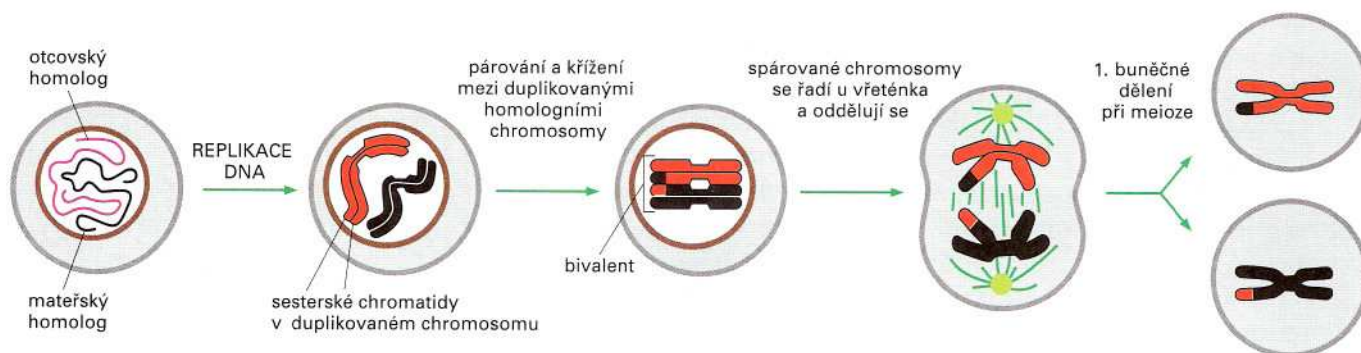 otcovský
homolog
mateřský
homolog
REPLIKACE
DNA
sesterské chromatidy
v duplikovaném chromosomu
párování a křížení
mezi duplikovanými
homologními
chromosomy
bivalent
spárované chromosomy
se řadí u vřeténka
a oddělují se
1. buněčné
dělení
při meioze